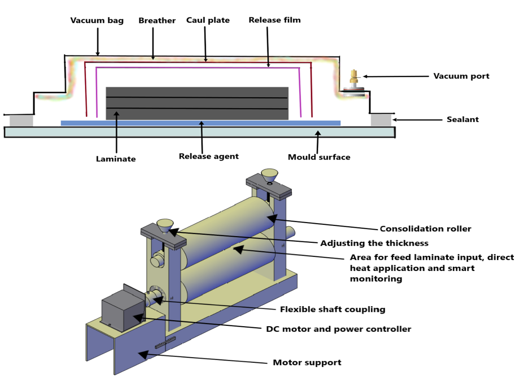 Vacuum bag Breather Caul plate Release film
Vacuum port
Sealant
Laminate Release agent Mould surface
Consolidation roller
Adjusting the thickness
Area for feed laminate input, direct
heat application and smart
monitoring
Flexible shaft coupling
DC motor and power controller
Motor support